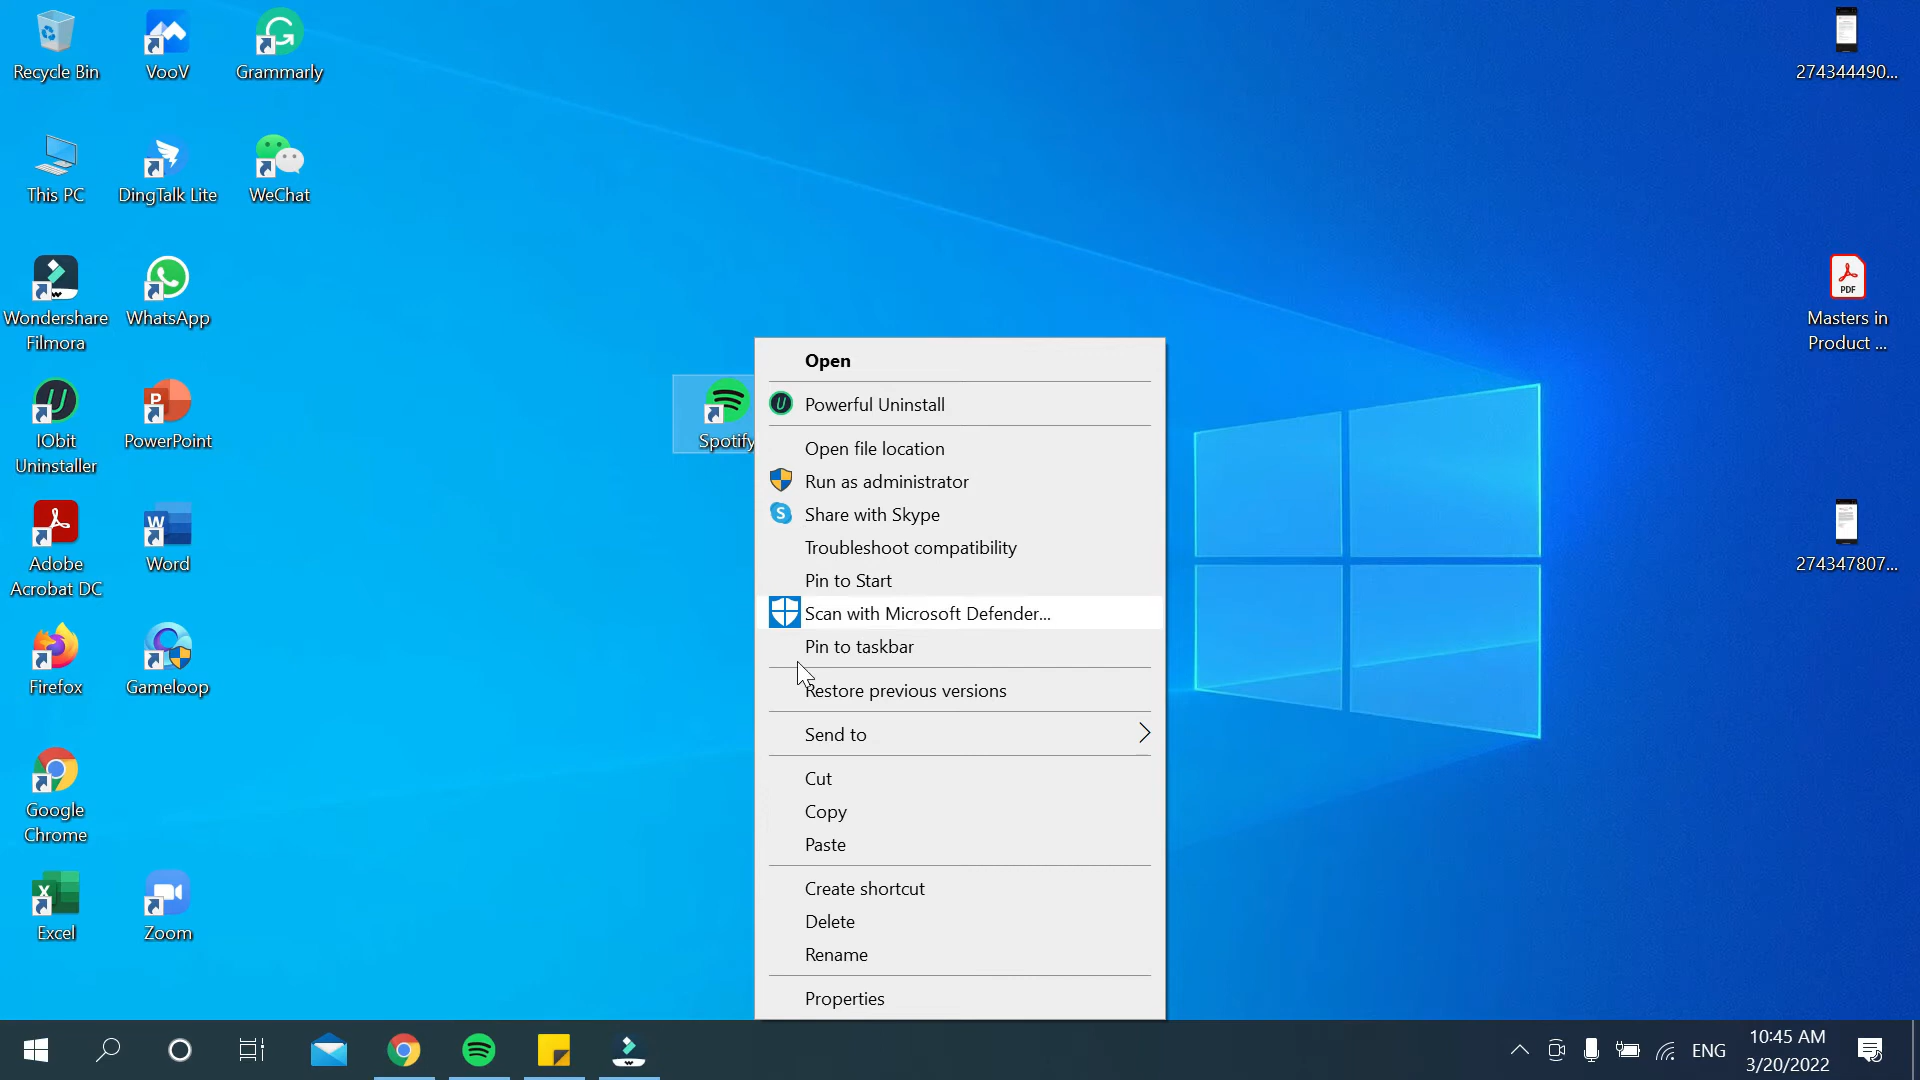 Recycle Bin
VooV
Grammarly
274344490...
This PC
DingTalk Lite
WeChat
Wondershare
Filmora
WhatsApp
PDF
Masters in
Product ...
IObit
Uninstaller
P
PowerPoint
Spotify
Adobe
Acrobat DC
W
Word
274347807...
Firefox
Gameloop
Google
Chrome
X
Excel
Zoom
Open
U
Powerful Uninstall
Open file location
Run as administrator
S
Share with Skype
Troubleshoot compatibility
Pin to Start
Scan with Microsoft Defender...
Pin to taskbar
Restore previous versions
Send to
Cut
Copy
Paste
Create shortcut
Delete
Rename
Properties
ENG
10:45 AM
3/20/2022